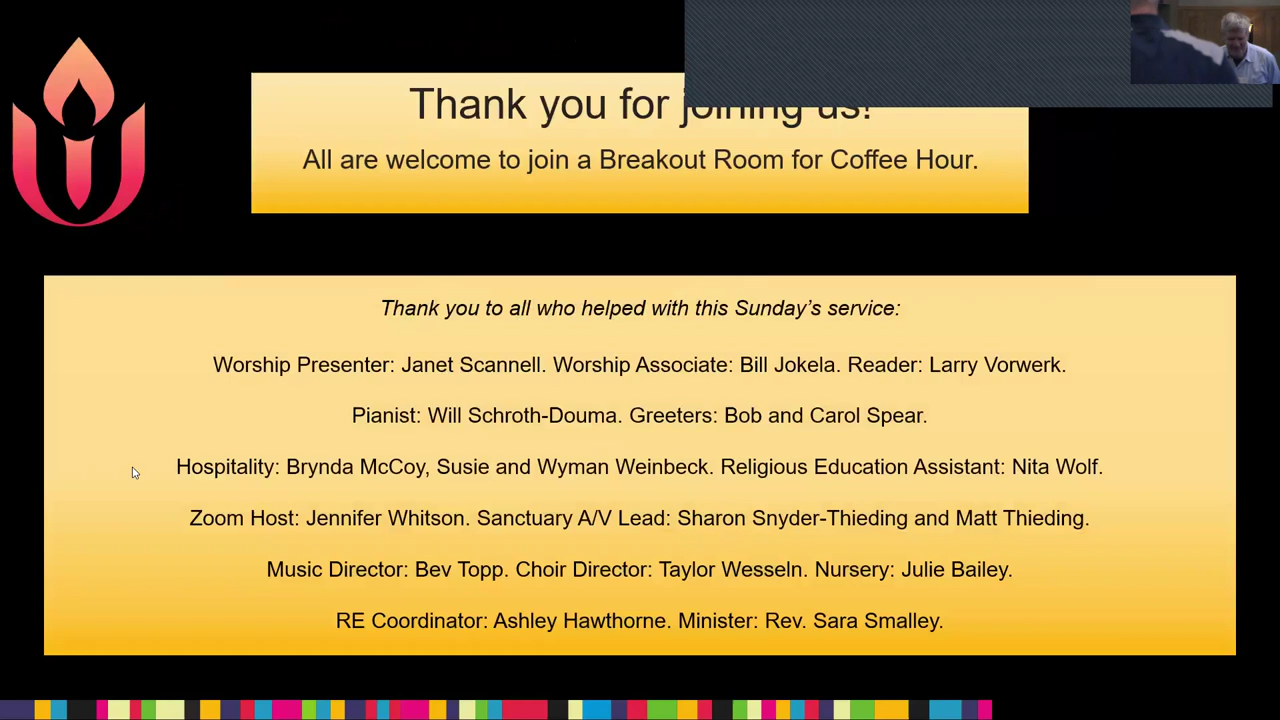 Thank you for joining us!
All are welcome to join a Breakout Room for Coffee Hour.
Thank you to all who helped with this Sunday’s service:
Worship Presenter: Janet Scannell. Worship Associate: Bill Jokela. Reader: Larry Vorwerk.
Pianist: Will Schroth-Douma. Greeters: Bob and Carol Spear.
Hospitality: Brynda McCoy, Susie and Wyman Weinbeck. Religious Education Assistant: Nita Wolf.
Zoom Host: Jennifer Whitson. Sanctuary A/V Lead: Sharon Snyder-Thieding and Matt Thieding.
Music Director: Bev Topp. Choir Director: Taylor Wesseln. Nursery: Julie Bailey.
RE Coordinator: Ashley Hawthorne. Minister: Rev. Sara Smalley.